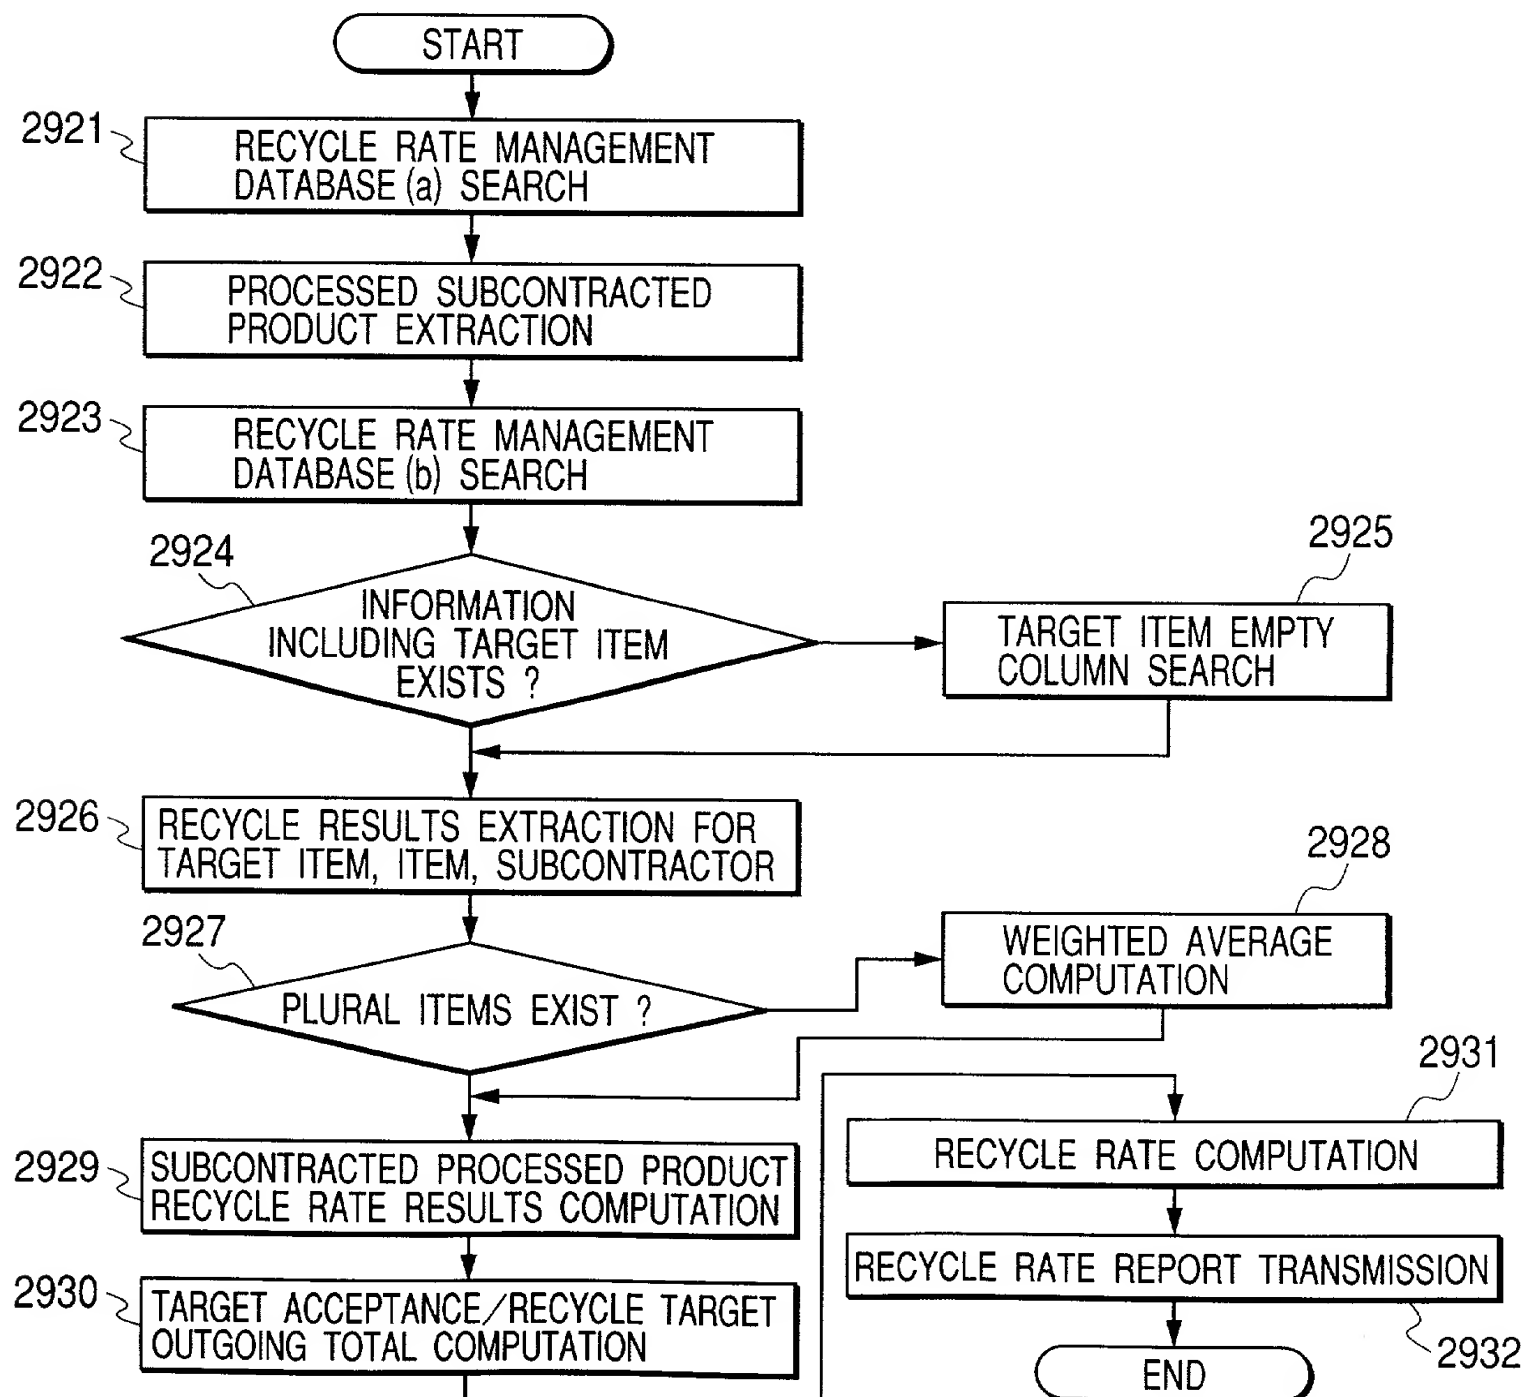 START
2921
RECYCLE RATE MANAGEMENT
DATABASE (a) SEARCH
2922
PROCESSED SUBCONTRACTED
PRODUCT EXTRACTION
2923
RECYCLE RATE MANAGEMENT
DATABASE (b) SEARCH
2924
INFORMATION
INCLUDING TARGET ITEM
EXISTS ?
2925
TARGET ITEM EMPTY
COLUMN SEARCH
2926
RECYCLE RESULTS EXTRACTION FOR
TARGET ITEM, ITEM, SUBCONTRACTOR
2927
PLURAL ITEMS EXIST ?
2928
WEIGHTED AVERAGE
COMPUTATION
2929
SUBCONTRACTED PROCESSED PRODUCT
RECYCLE RATE RESULTS COMPUTATION
2930
TARGET ACCEPTANCE/RECYCLE TARGET
OUTGOING TOTAL COMPUTATION
2931
RECYCLE RATE COMPUTATION
RECYCLE RATE REPORT TRANSMISSION
2932
END